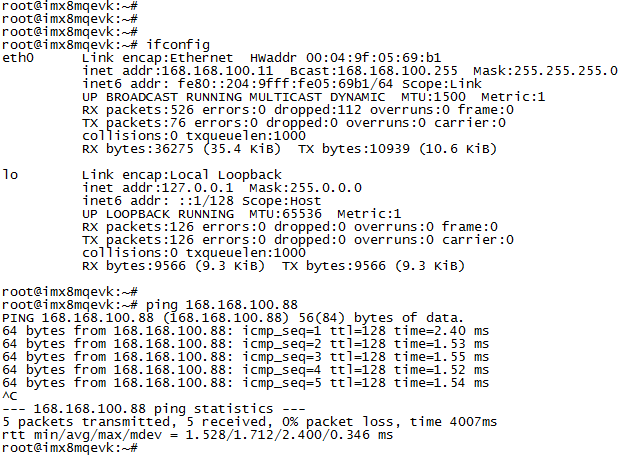 root@imx8mqevk:~#
root@imx8mqevk:~#
root@imx8mqevk:~#
root@imx8mqevk:~# ifconfig
eth0      Link encap:Ethernet  HWaddr 00:04:9f:05:69:b1
          inet addr:168.168.100.11  Bcast:168.168.100.255  Mask:255.255.255.0
          inet6 addr: fe80::204:9fff:fe05:69b1/64 Scope:Link
          UP BROADCAST RUNNING MULTICAST DYNAMIC  MTU:1500  Metric:1
          RX packets:526 errors:0 dropped:112 overruns:0 frame:0
          TX packets:76 errors:0 dropped:0 overruns:0 carrier:0
          collisions:0 txqueuelen:1000
          RX bytes:36275 (35.4 KiB)  TX bytes:10939 (10.6 KiB)

lo        Link encap:Local Loopback
          inet addr:127.0.0.1  Mask:255.0.0.0
          inet6 addr: ::1/128 Scope:Host
          UP LOOPBACK RUNNING  MTU:65536  Metric:1
          RX packets:126 errors:0 dropped:0 overruns:0 frame:0
          TX packets:126 errors:0 dropped:0 overruns:0 carrier:0
          collisions:0 txqueuelen:1000
          RX bytes:9566 (9.3 KiB)  TX bytes:9566 (9.3 KiB)

root@imx8mqevk:~#
root@imx8mqevk:~# ping 168.168.100.88
PING 168.168.100.88 (168.168.100.88) 56(84) bytes of data.
64 bytes from 168.168.100.88: icmp_seq=1 ttl=128 time=2.40 ms
64 bytes from 168.168.100.88: icmp_seq=2 ttl=128 time=1.53 ms
64 bytes from 168.168.100.88: icmp_seq=3 ttl=128 time=1.55 ms
64 bytes from 168.168.100.88: icmp_seq=4 ttl=128 time=1.52 ms
64 bytes from 168.168.100.88: icmp_seq=5 ttl=128 time=1.54 ms
^C
--- 168.168.100.88 ping statistics ---
5 packets transmitted, 5 received, 0% packet loss, time 4007ms
rtt min/avg/max/mdev = 1.528/1.712/2.400/0.346 ms
root@imx8mqevk:~#